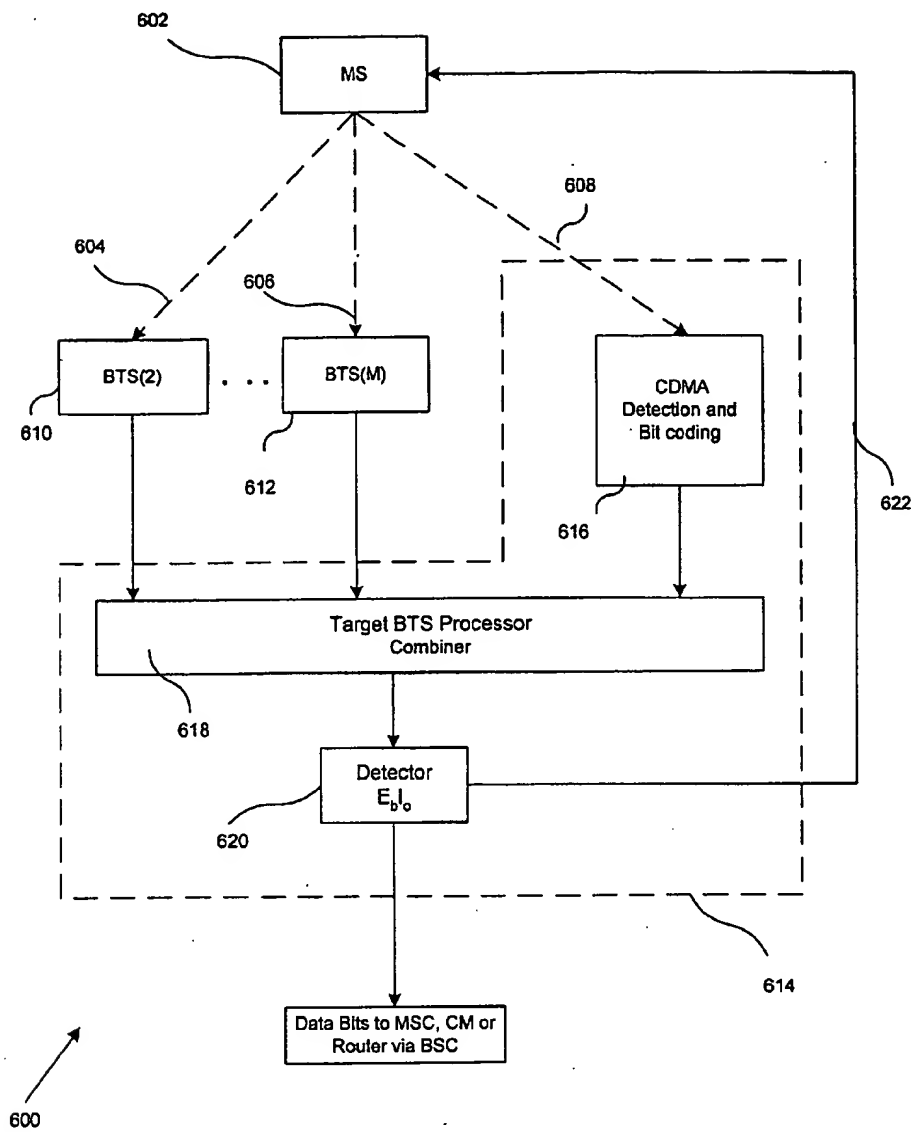 602
MS
608
604
606
BTS(2)
. . .
BTS(M)
CDMA
Detection and
Bit coding
610
612
616
622
Target BTS Processor
Combiner
618
Detector
EbIo
620
614
Data Bits to MSC, CM or
Router via BSC
600